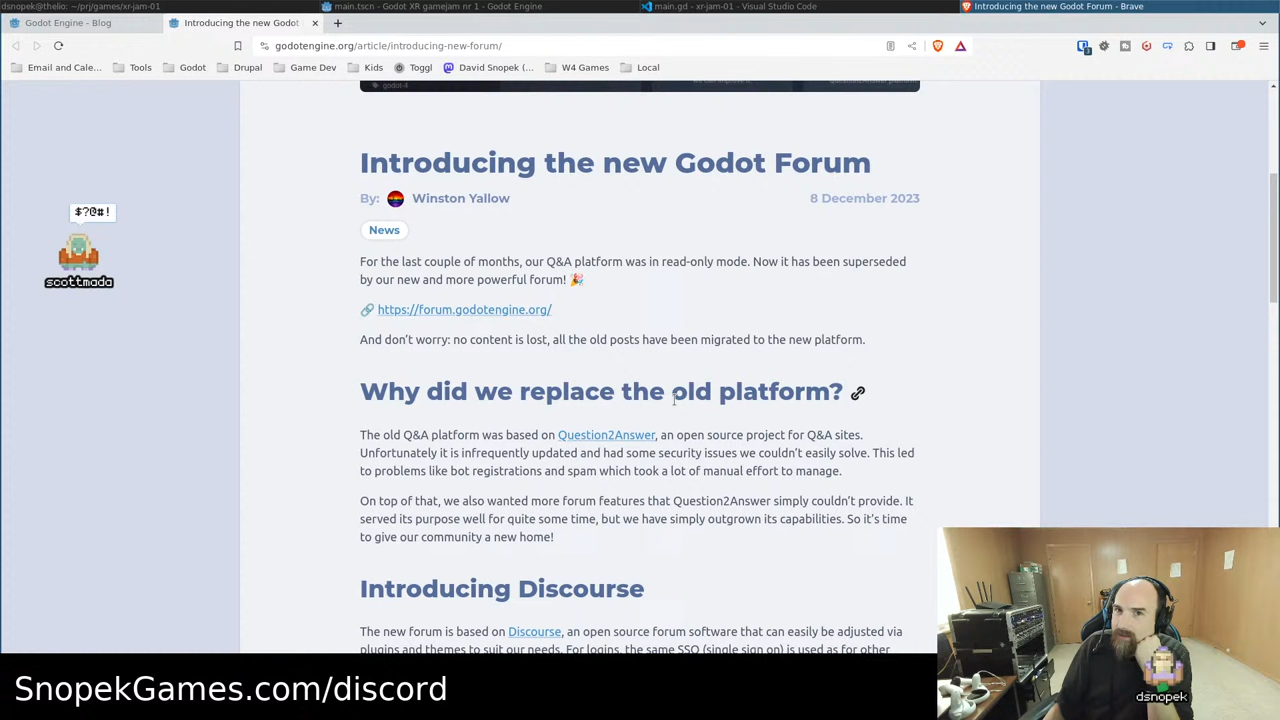 dsnopek@thelio: ~/prj/games/xr-jam-01
main.tscn - Godot XR gamejam nr 1 - Godot Engine
main.gd - xr-jam-01 - Visual Studio Code
Introducing the new Godot Forum - Brave
Godot Engine - Blog
Introducing the new Godot
godotengine.org/article/introducing-new-forum/
Email and Cale...
Tools
Godot
Drupal
Game Dev
Kids
Toggl
David Snopek (...
W4 Games
Local
godot-4
Introducing the new Godot Forum
By: Winston Yallow
8 December 2023
News
For the last couple of months, our Q&A platform was in read-only mode. Now it has been superseded
by our new and more powerful forum! 🎉
🔗 https://forum.godotengine.org/
And don't worry: no content is lost, all the old posts have been migrated to the new platform.
Why did we replace the old platform?
The old Q&A platform was based on Question2Answer, an open source project for Q&A sites.
Unfortunately it is infrequently updated and had some security issues we couldn't easily solve. This led
to problems like bot registrations and spam which took a lot of manual effort to manage.
On top of that, we also wanted more forum features that Question2Answer simply couldn't provide. It
served its purpose well for quite some time, but we have simply outgrown its capabilities. So it's time
to give our community a new home!
Introducing Discourse
The new forum is based on Discourse, an open source forum software that can easily be adjusted via
plugins and themes to suit our needs. For logins, the same SSO (single sign on) is used as for other
$?@#!
scottmada
dsnopek
SnopekGames.com/discord